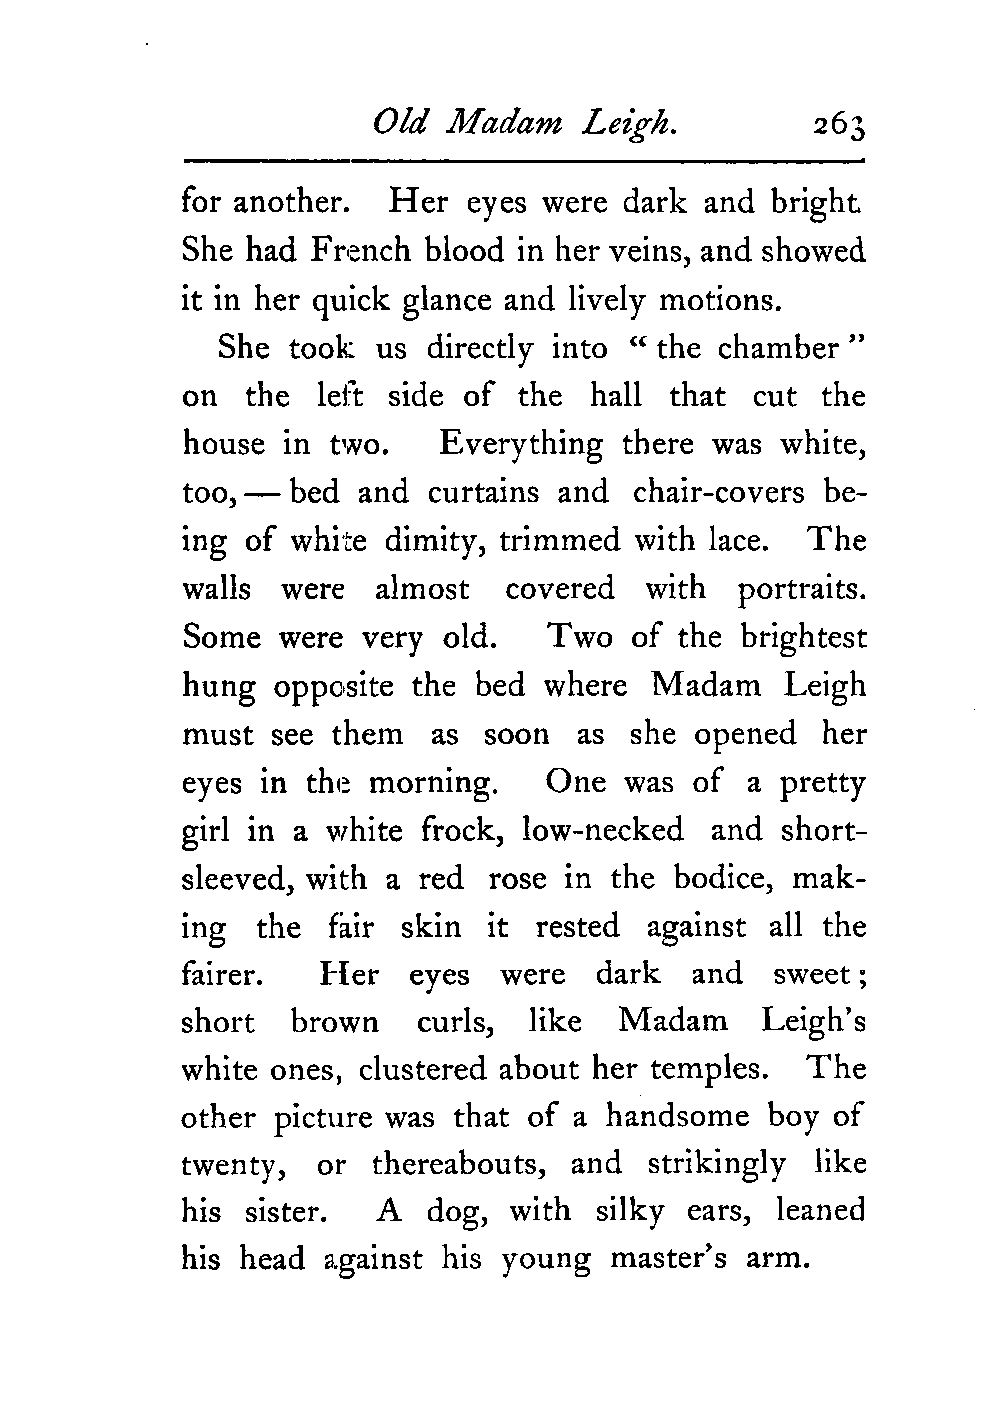 Old Madam Leigh. 263
for another. Her eyes were dark and bright.
She had French blood in her veins, and showed
it in her quick glance and lively motions.
She took us directly into “ the chamber ”
on the left side of the hall that cut the
house in two. Everything there was white,
too, — bed and curtains and chair-covers be-
ing of white dimity, trimmed with lace. The
walls were almost covered with portraits.
Some were very old. Two of the brightest
hung opposite the bed where Madam Leigh
must see them as soon as she opened her
eyes in the morning. One was of a pretty
girl in a white frock, low-necked and short-
sleeved, with a red rose in the bodice, mak-
ing the fair skin it rested against all the
fairer. Her eyes were dark and sweet ;
short brown curls, like Madam Leigh’s
white ones, clustered about her temples. The
other picture was that of a handsome boy of
twenty, or thereabouts, and strikingly like
his sister. A dog, with silky ears, leaned
his head against his young master’s arm.